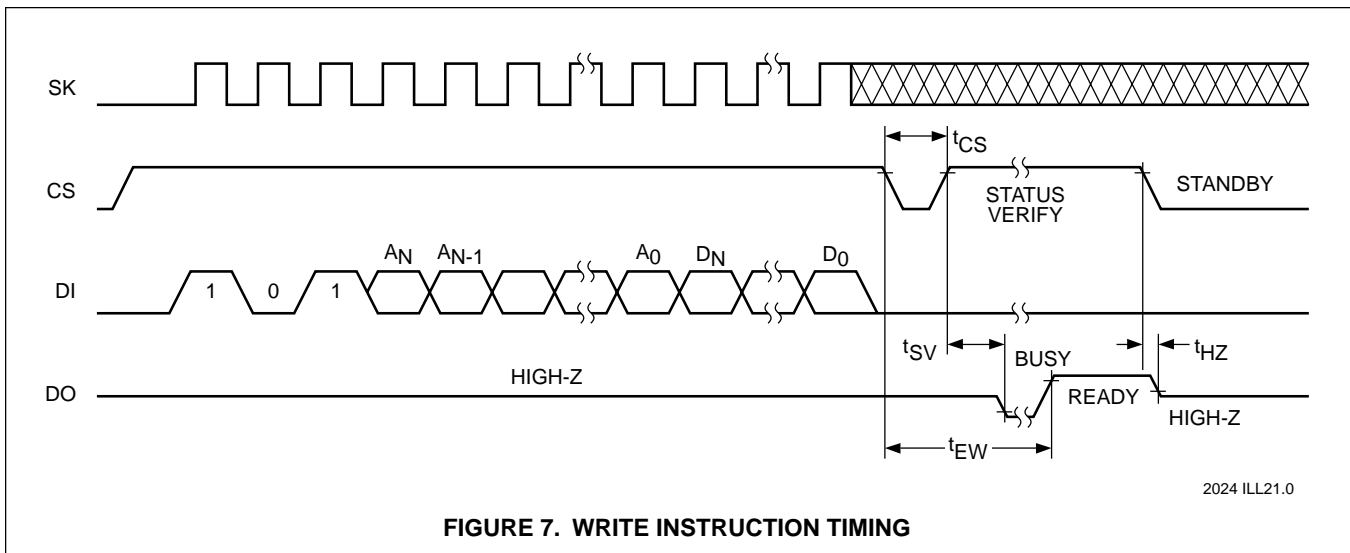 SK
CS
tCS
STATUS
VERIFY
STANDBY
DI
1 0 1 AN AN-1 A0 DN D0
tSV
BUSY
tHZ
DO
HIGH-Z
READY
HIGH-Z
tEW
2024 ILL21.0
FIGURE 7. WRITE INSTRUCTION TIMING